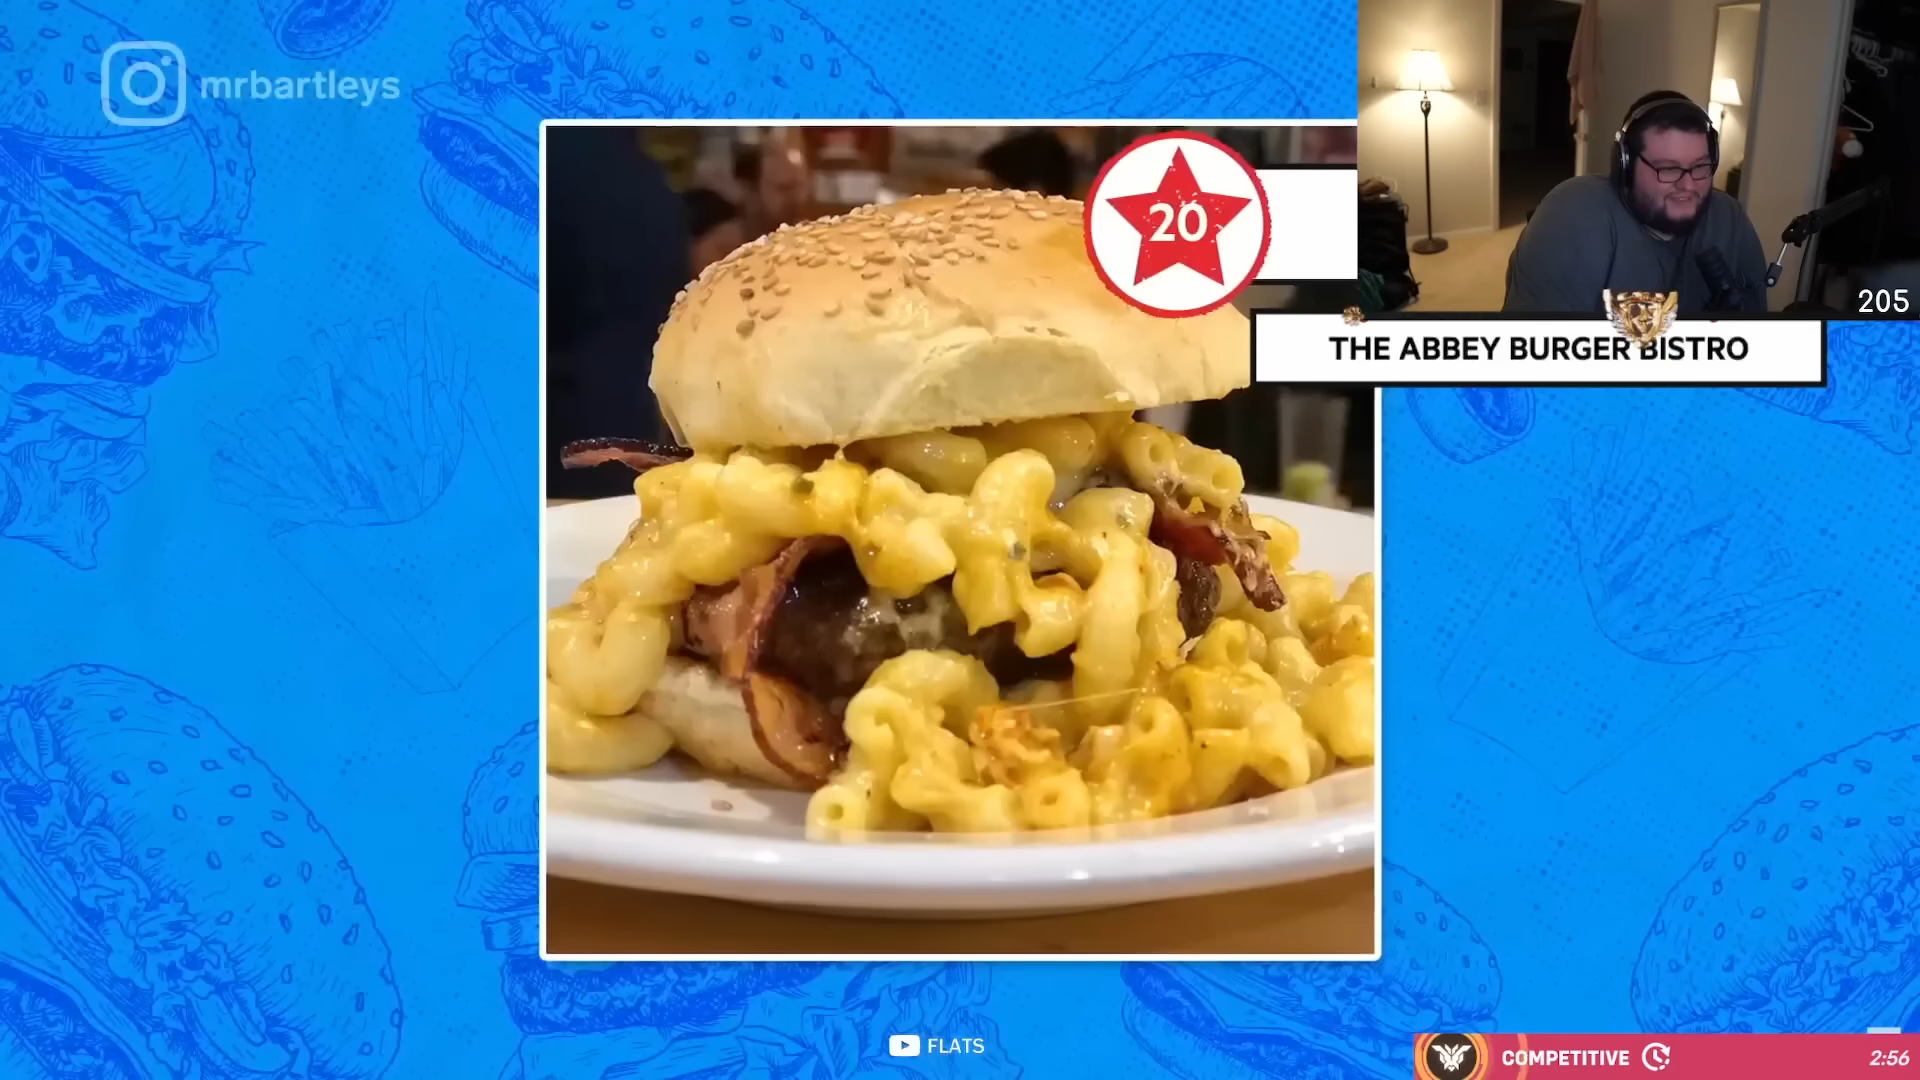 mrbartleys
20
205
THE ABBEY BURGER BISTRO
FLATS
COMPETITIVE
2:56